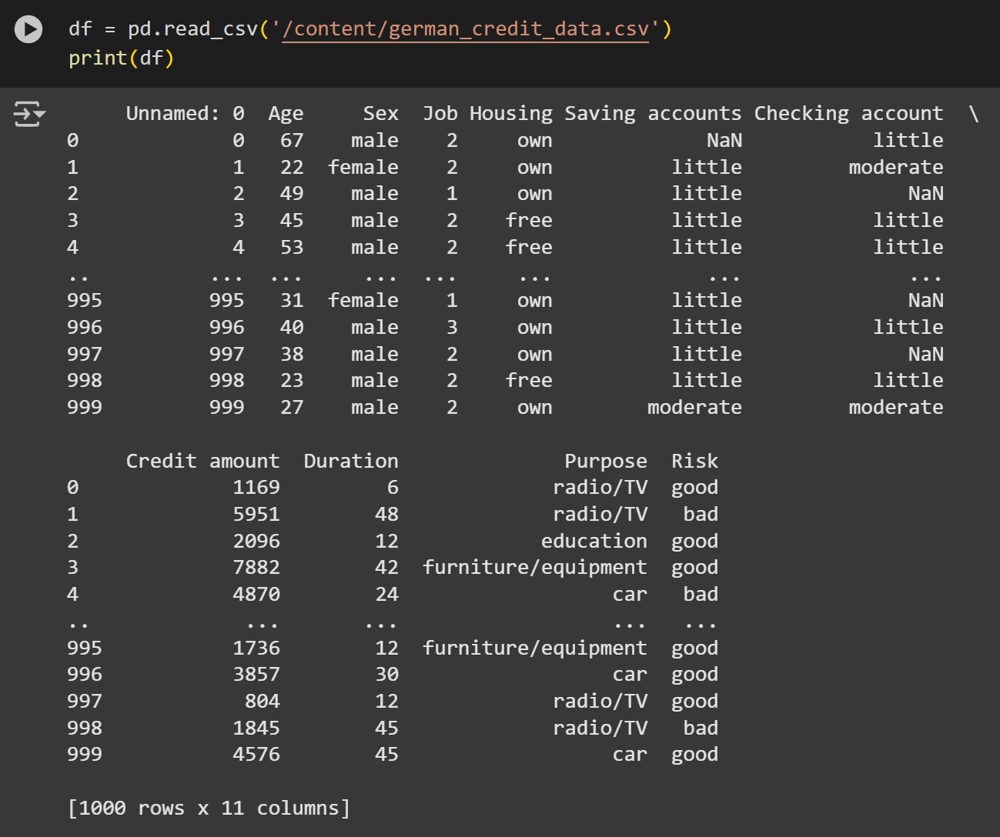 df = pd.read_csv('/content/german_credit_data.csv')
print(df)
     Unnamed: 0  Age     Sex  Job Housing Saving accounts Checking account  \
0             0   67    male    2     own             NaN           little
1             1   22  female    2     own          little         moderate
2             2   49    male    1     own          little              NaN
3             3   45    male    2    free          little           little
4             4   53    male    2    free          little           little
..          ...  ...     ...  ...     ...             ...              ...
995         995   31  female    1     own          little              NaN
996         996   40    male    3     own          little           little
997         997   38    male    2     own          little              NaN
998         998   23    male    2    free          little           little
999         999   27    male    2     own        moderate         moderate
     Credit amount  Duration              Purpose  Risk
0             1169         6             radio/TV  good
1             5951        48             radio/TV   bad
2             2096        12            education  good
3             7882        42  furniture/equipment  good
4             4870        24                  car   bad
..             ...       ...                  ...   ...
995           1736        12  furniture/equipment  good
996           3857        30                  car  good
997            804        12             radio/TV  good
998           1845        45             radio/TV   bad
999           4576        45                  car  good
[1000 rows x 11 columns]